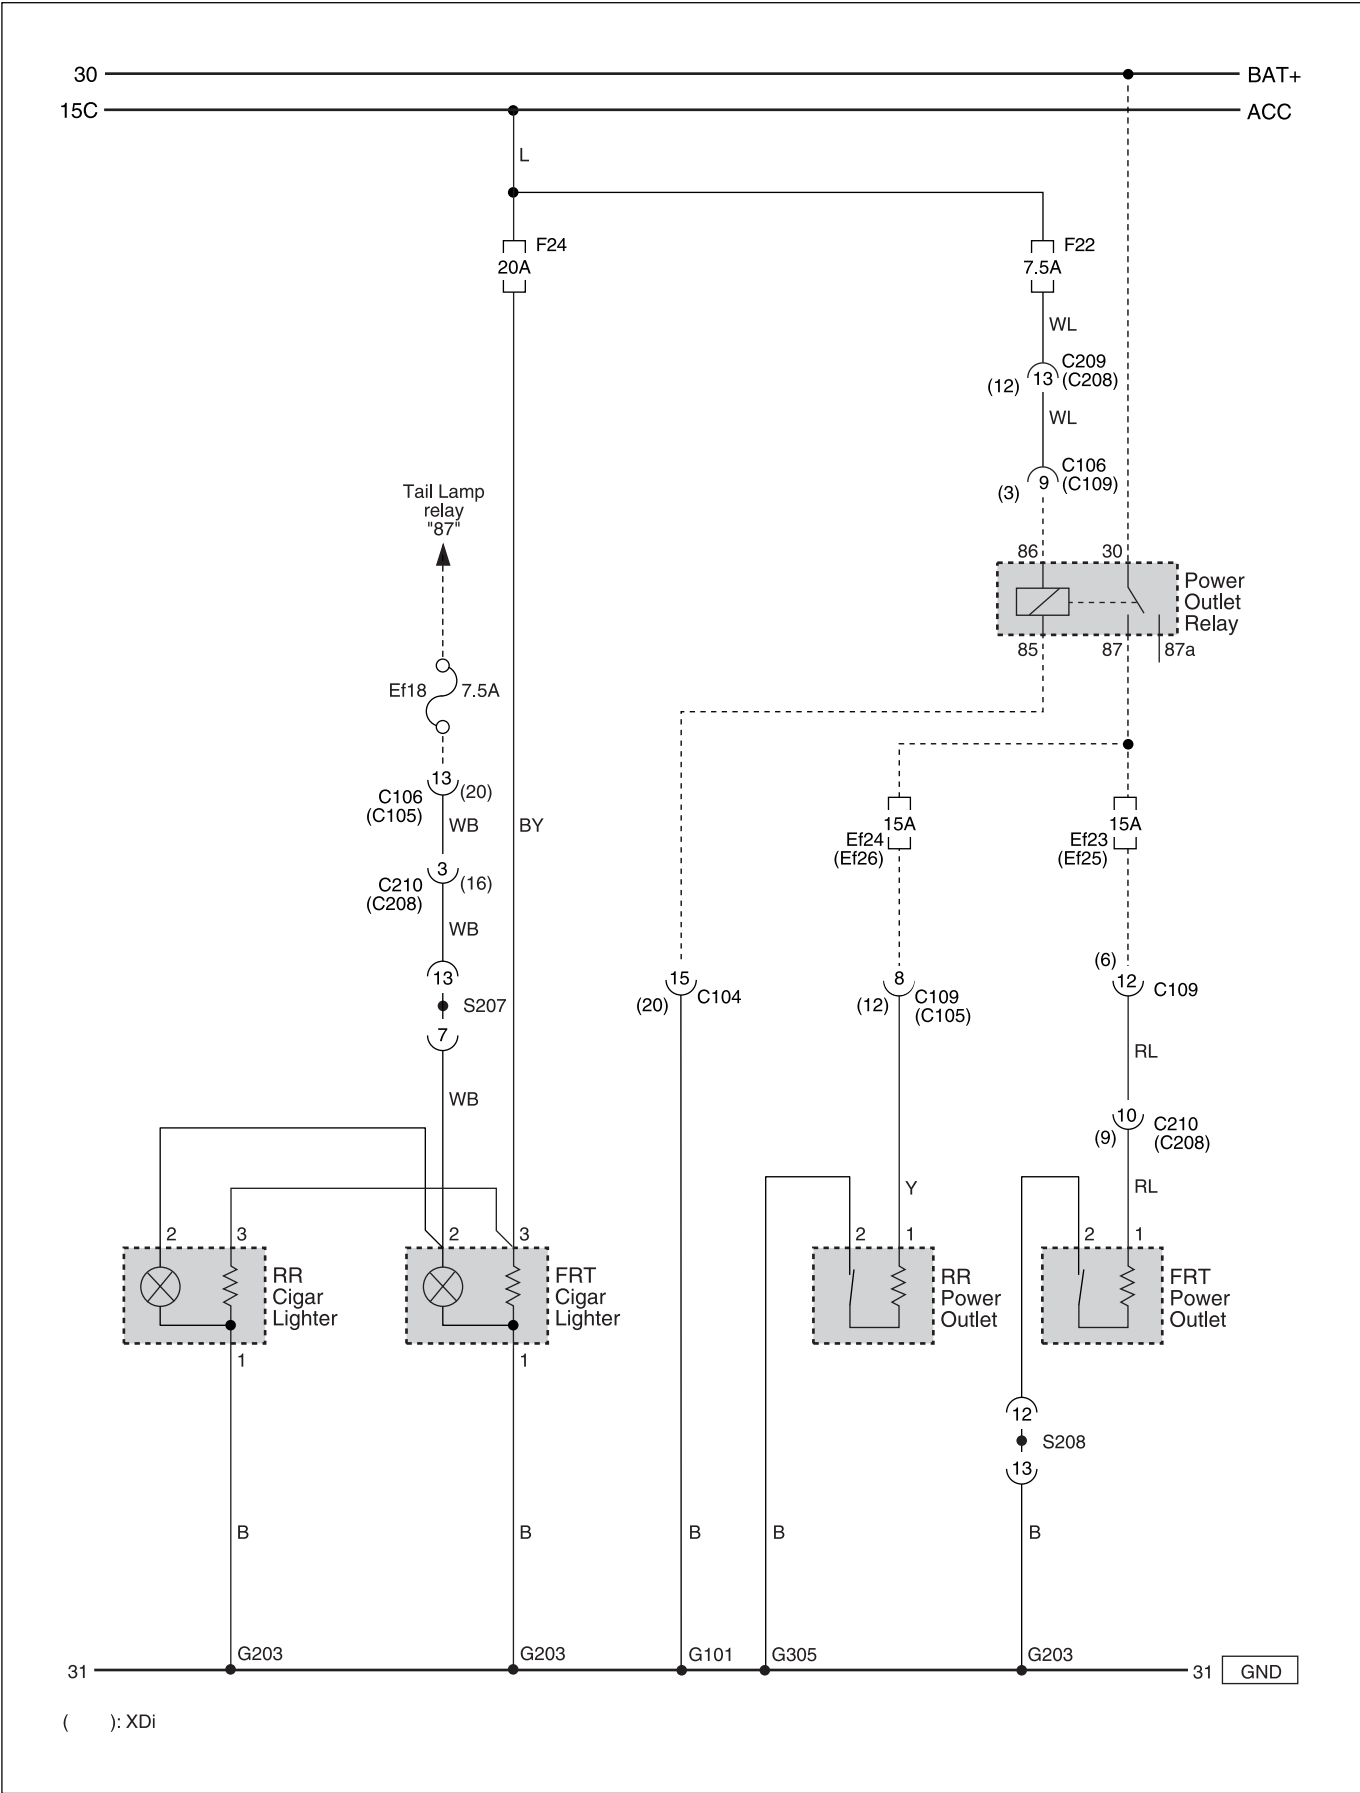 30 BAT+
15C ACC
L
F24
20A
F22
7.5A
WL
C209
(12) 13 (C208)
WL
C106
(3) 9 (C109)
Tail Lamp
relay
"87"
86 30
Power
Outlet
Relay
85 87 87a
Ef18 7.5A
13 (20)
C106
(C105)
WB BY
3 (16)
C210
(C208)
WB
13
S207
7
WB
15A
Ef24
(Ef26)
15A
Ef23
(Ef25)
15
(20) C104
8
(12) C109
(C105)
(6)
12 C109
RL
10
(9) C210
(C208)
Y RL
2 3 2 3 2 1 2 1
RR
Cigar
Lighter
FRT
Cigar
Lighter
RR
Power
Outlet
FRT
Power
Outlet
1 1
12
S208
13
B B B B B
G203 G203 G101 G305 G203
31 31 GND
( ): XDi